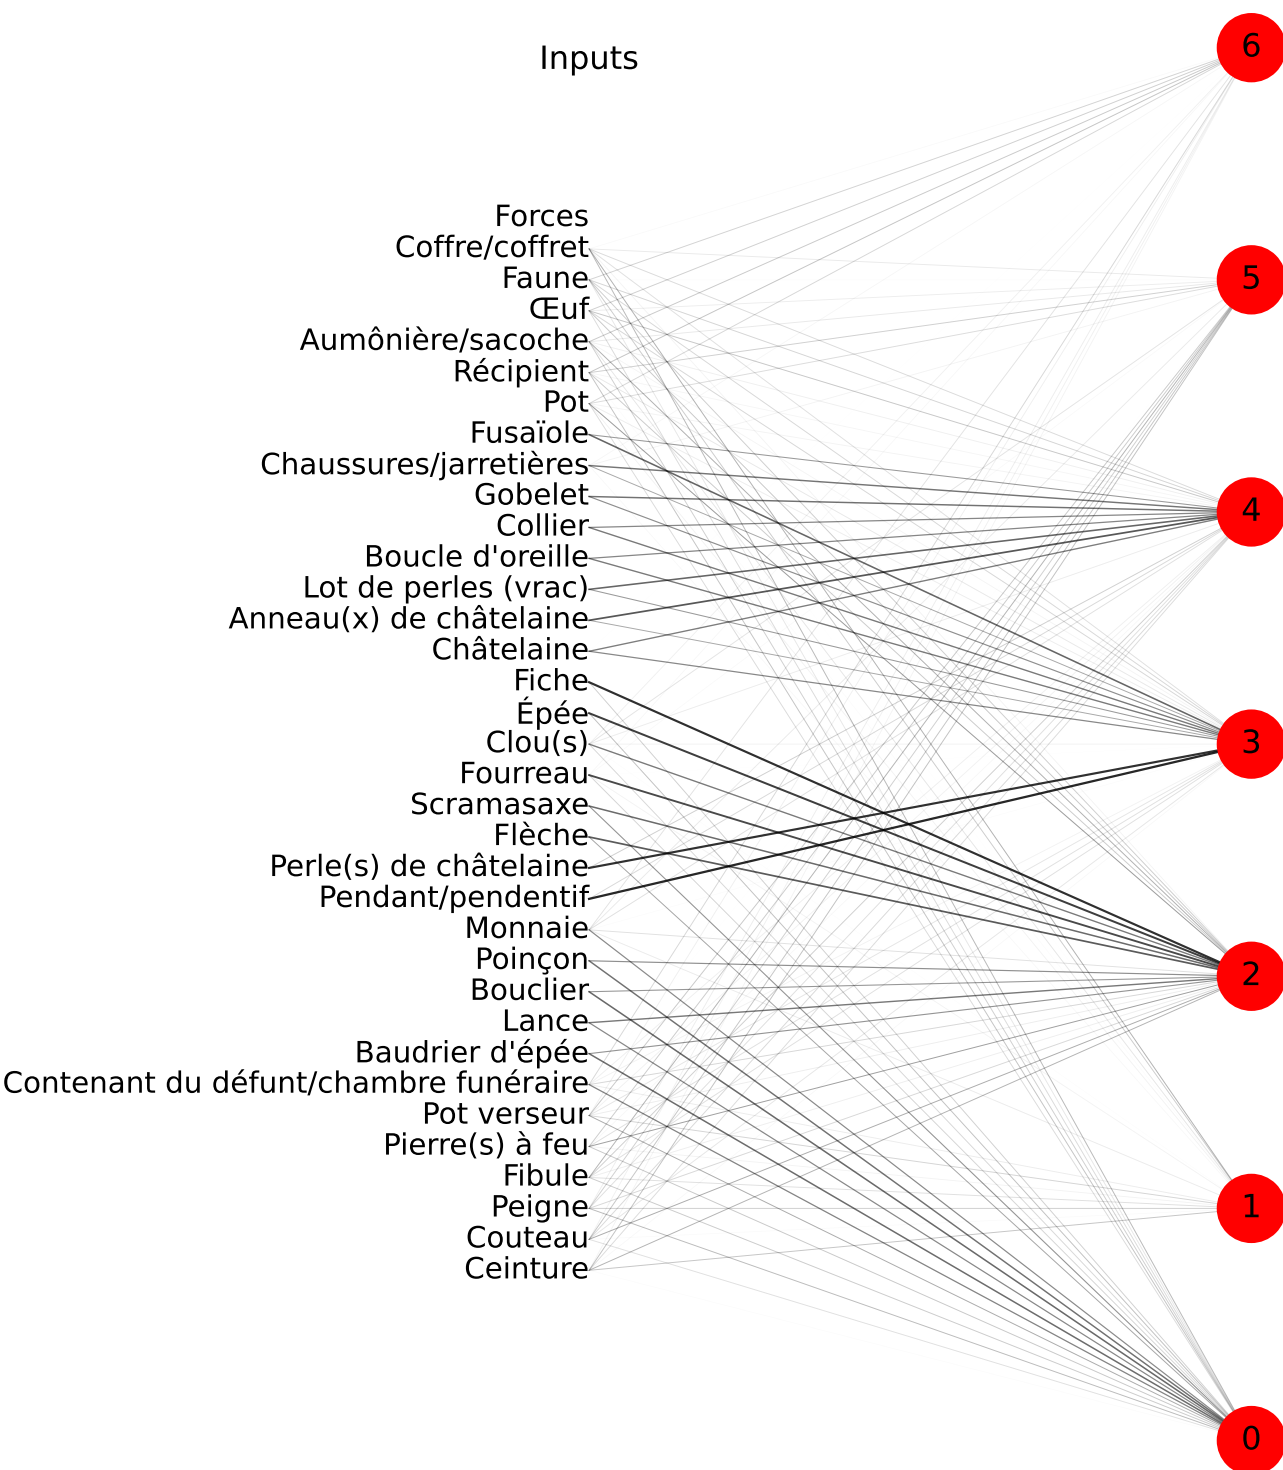 6
Inputs
Forces
Coffre/coffret
Faune
5
Œuf
Aumônière/sacoche
Récipient
Pot
Fusaïole
Chaussures/jarretières
Gobelet
4
Collier
Boucle d'oreille
Lot de perles (vrac)
Anneau(x) de châtelaine
Châtelaine
Fiche
Épée
Clou(s)
3
Fourreau
Scramasaxe
Flèche
Perle(s) de châtelaine
Pendant/pendentif
Monnaie
Poinçon
2
Bouclier
Lance
Baudrier d'épée
Contenant du défunt/chambre funéraire
Pot verseur
Pierre(s) à feu
Fibule
Peigne
1
Couteau
Ceinture
0